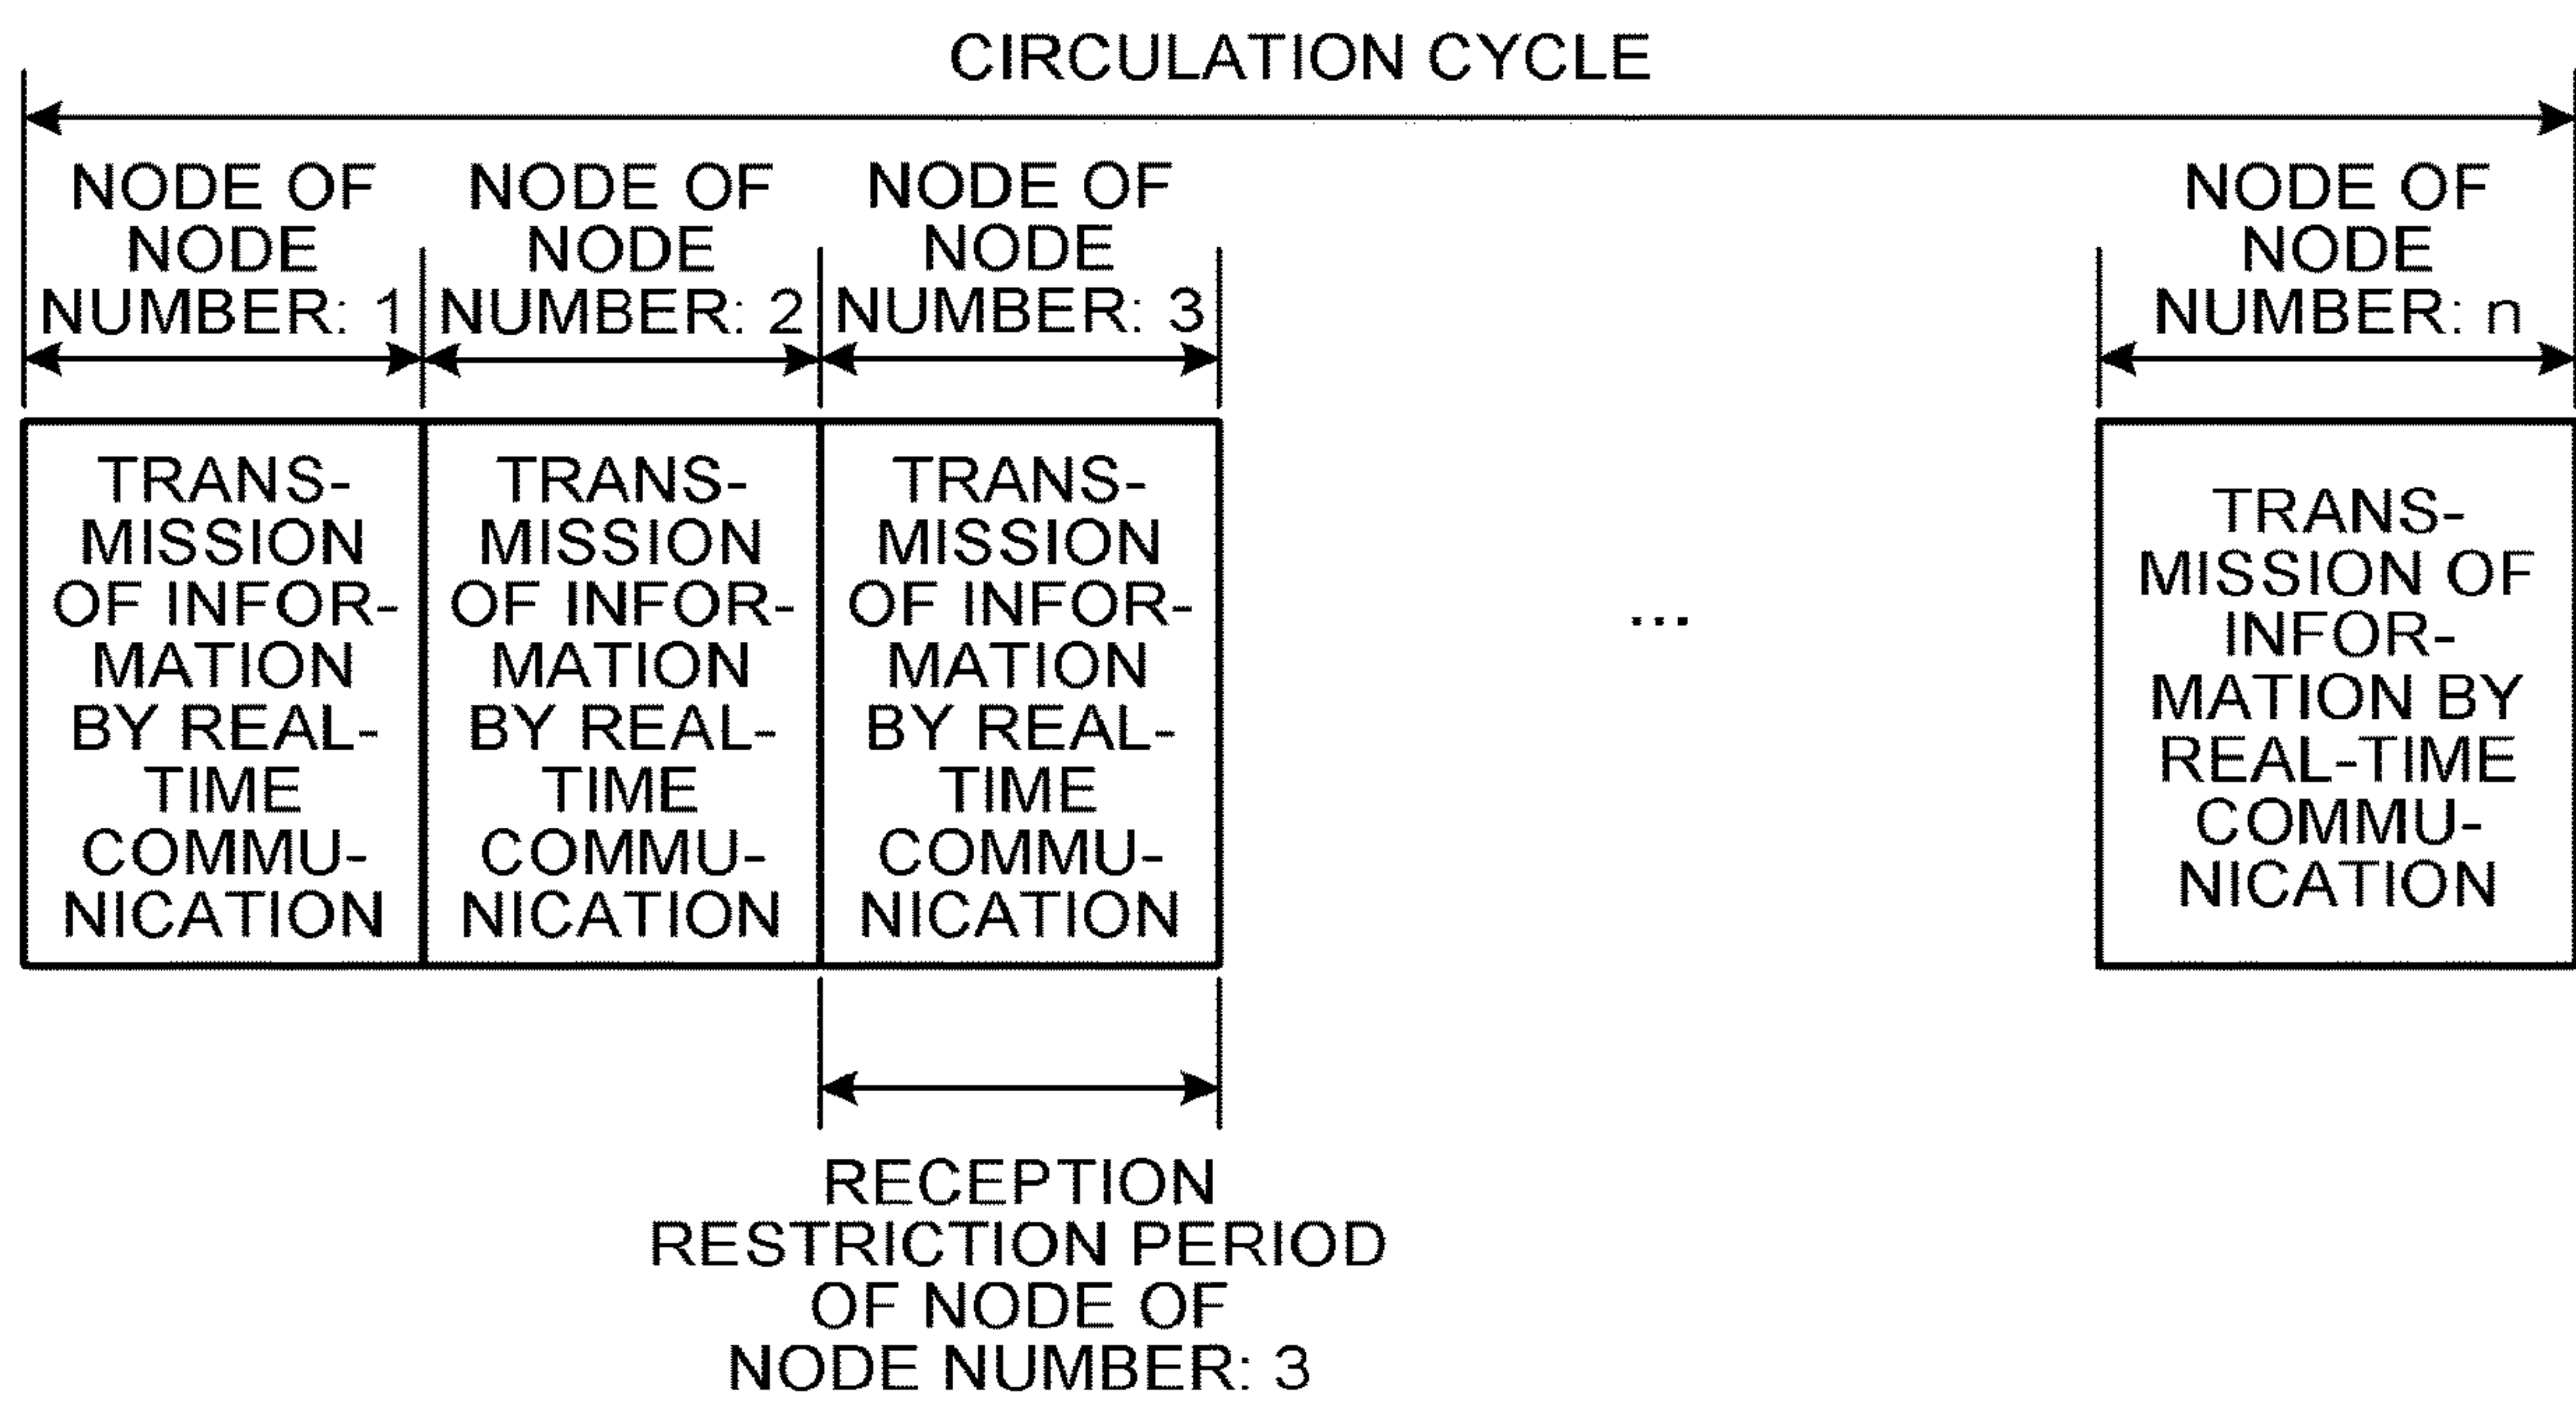 CIRCULATION CYCLE
NODE OF
NODE
NUMBER: 1
NODE OF
NODE
NUMBER: 2
NODE OF
NODE
NUMBER: 3
NODE OF
NODE
NUMBER: n
TRANS-
MISSION
OF INFOR-
MATION
BY REAL-
TIME
COMMU-
NICATION
TRANS-
MISSION
OF INFOR-
MATION
BY REAL-
TIME
COMMU-
NICATION
TRANS-
MISSION
OF INFOR-
MATION
BY REAL-
TIME
COMMU-
NICATION
...
TRANS-
MISSION OF
INFOR-
MATION BY
REAL-TIME
COMMU-
NICATION
RECEPTION
RESTRICTION PERIOD
OF NODE OF
NODE NUMBER: 3